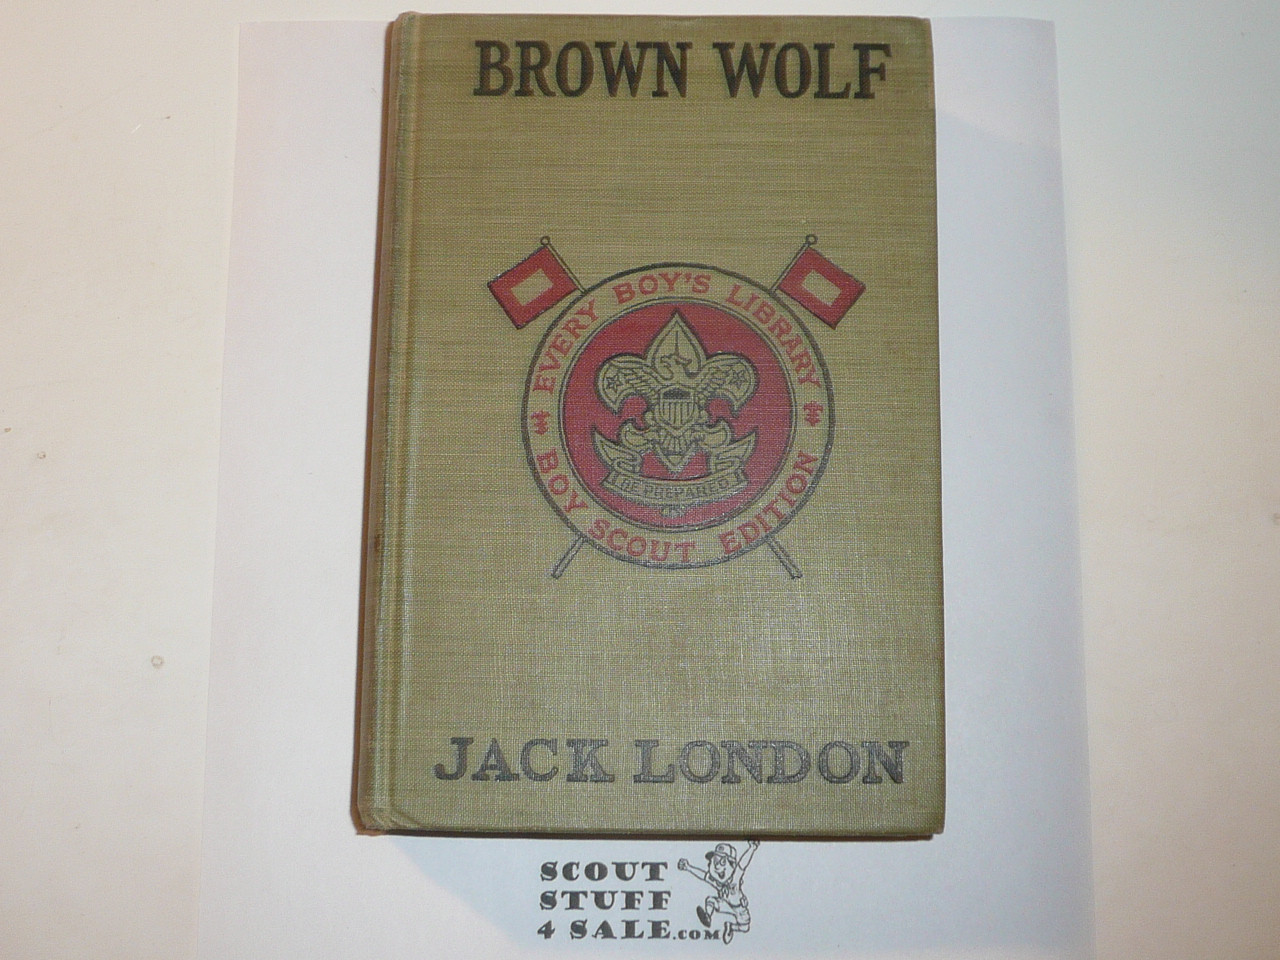 BROWN WOLF
EVERY BOY'S LIBRARY
BE PREPARED
BOY SCOUT EDITION
JACK LONDON
SCOUT
STUFF
4 SALE.com